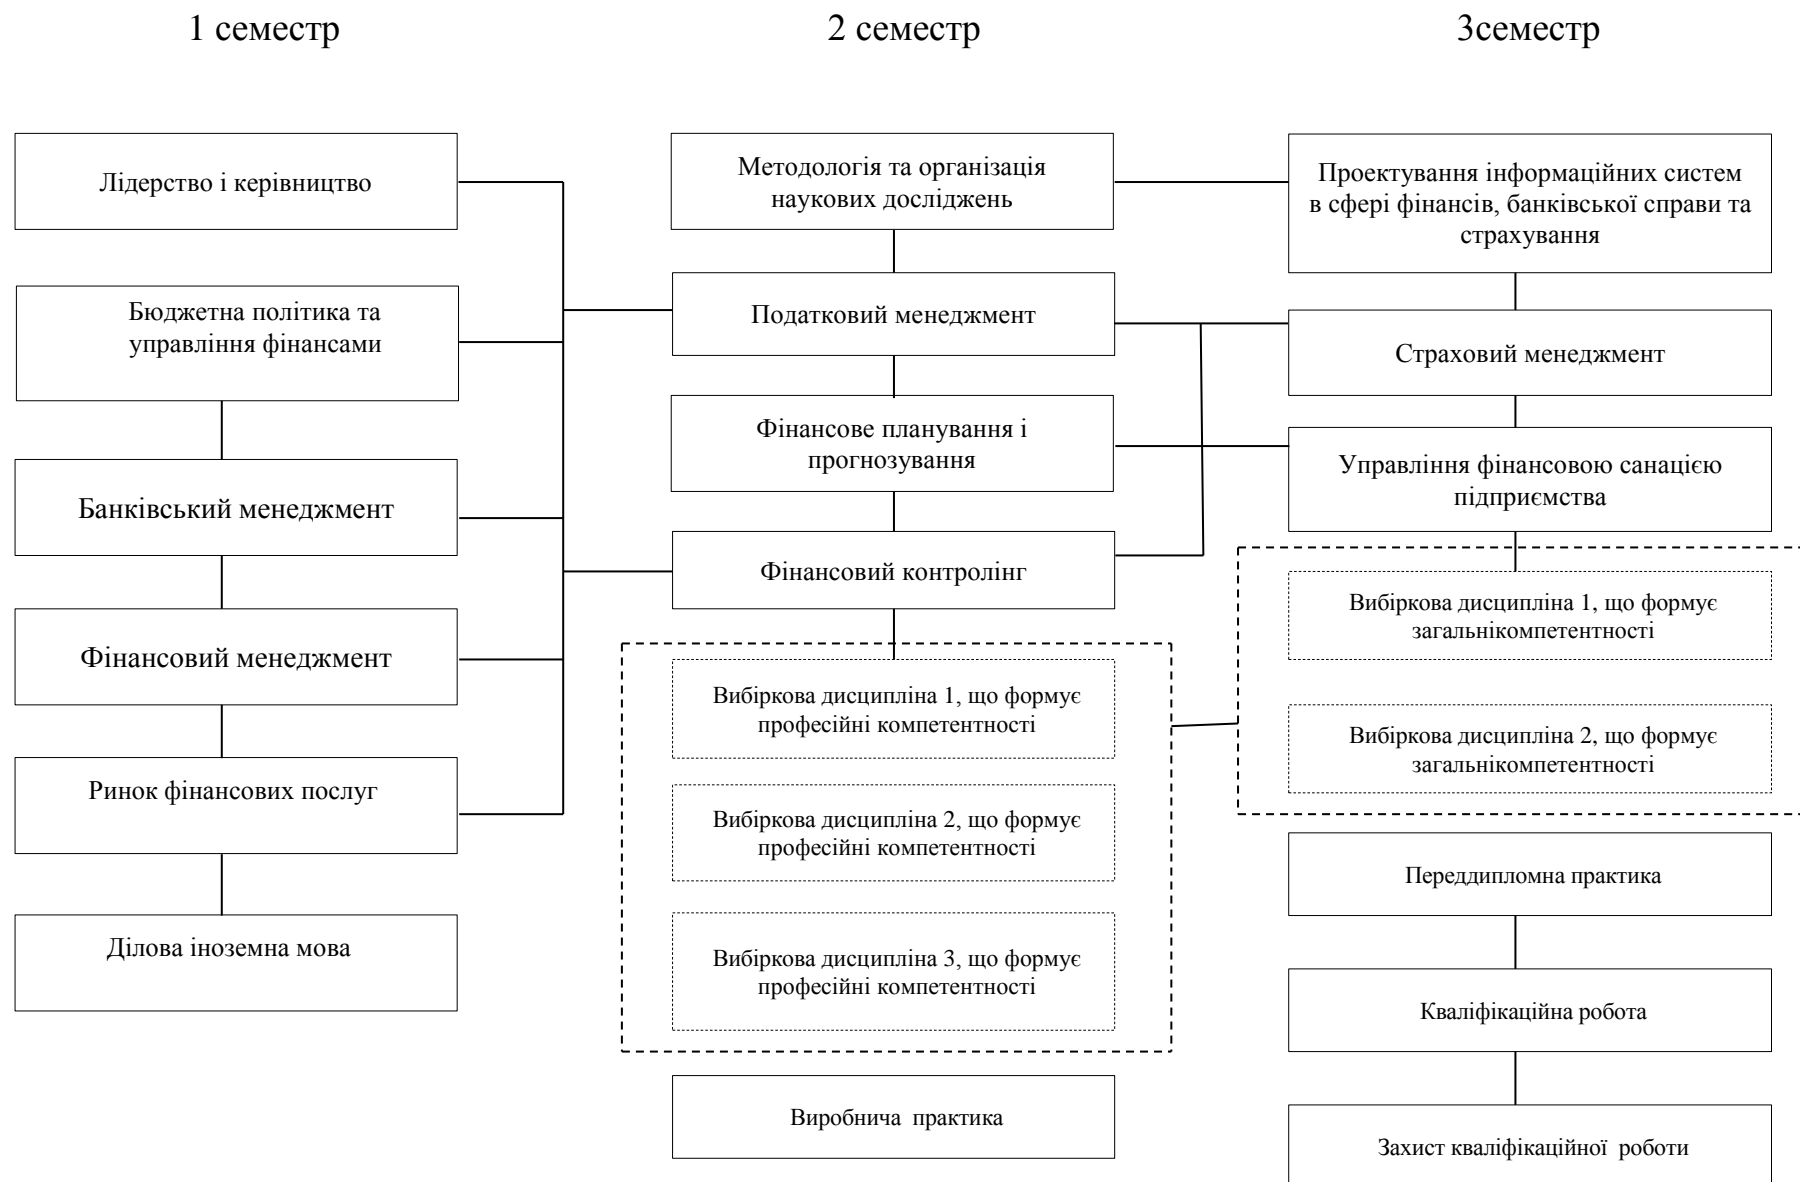 1 семестр
2 семестр
3семестр
Лідерство і керівництво
Бюджетна політика та
управління фінансами
Банківський менеджмент
Фінансовий менеджмент
Ринок фінансових послуг
Ділова іноземна мова
Методологія та організація
наукових досліджень
Податковий менеджмент
Фінансове планування і
прогнозування
Фінансовий контролінг
Вибіркова дисципліна 1, що формує
професійні компетентності
Вибіркова дисципліна 2, що формує
професійні компетентності
Вибіркова дисципліна 3, що формує
професійні компетентності
Виробнича практика
Проектування інформаційних систем
в сфері фінансів, банківської справи та
страхування
Страховий менеджмент
Управління фінансовою санацією
підприємства
Вибіркова дисципліна 1, що формує
загальнікомпетентності
Вибіркова дисципліна 2, що формує
загальнікомпетентності
Переддипломна практика
Кваліфікаційна робота
Захист кваліфікаційної роботи